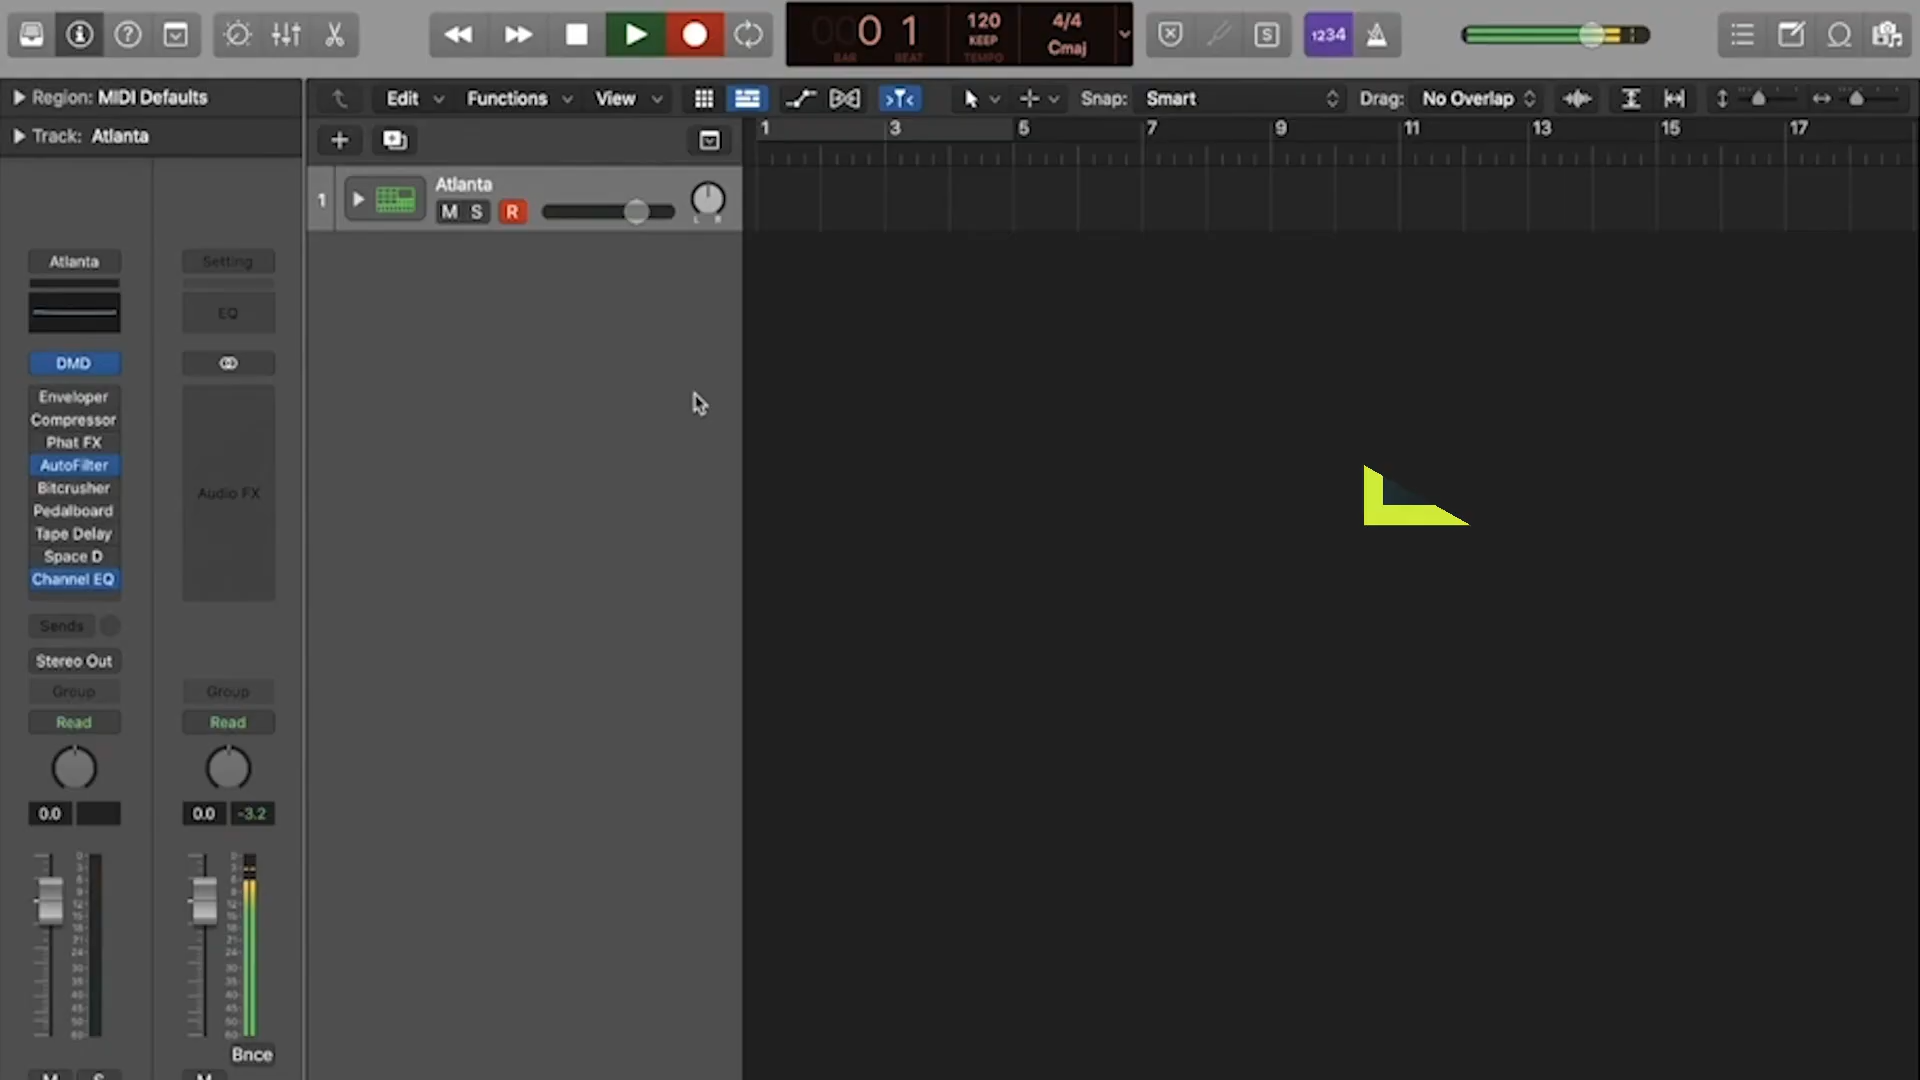 0 1
BAR BEAT
120
KEEP
TEMPO
4/4
Cmaj
S
1234
Region: MIDI Defaults
Edit Functions View
Snap: Smart
Drag: No Overlap
Track: Atlanta
1 3 5 7 9 11 13 15 17
1 Atlanta
M S R
L R
Atlanta Setting
EQ
DMD
Enveloper
Compressor
Phat FX
AutoFilter
Bitcrusher
Pedalboard
Tape Delay
Space D
Channel EQ
Audio FX
Sends
Stereo Out
Group Group
Read Read
0.0 0.0 -3.2
Bnce
M S M